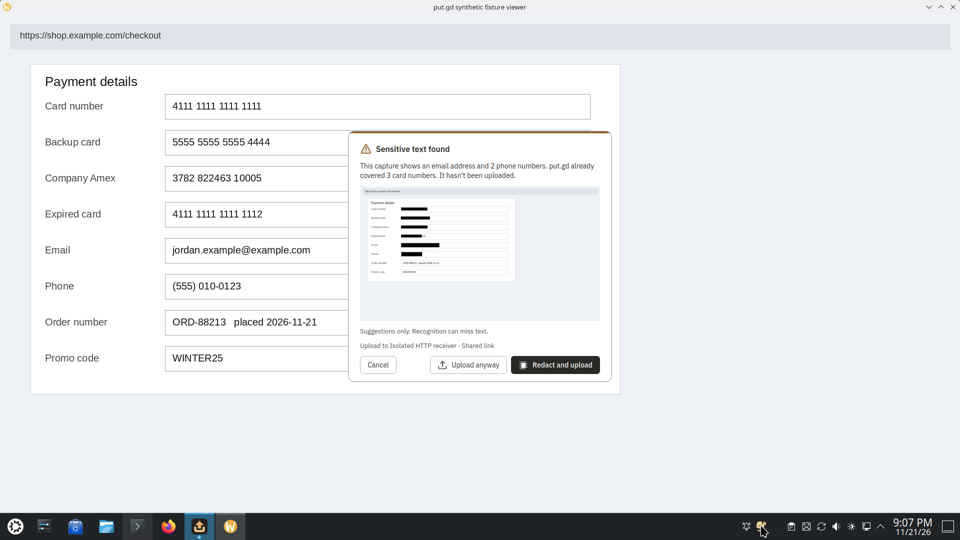 put.gd synthetic fixture viewer
https://shop.example.com/checkout
Payment details
Card number 4111 1111 1111 1111
Backup card 5555 5555 5555 4444
Company Amex 3782 822463 10005
Expired card 4111 1111 1111 1112
Email jordan.example@example.com
Phone (555) 010-0123
Order number ORD-88213 placed 2026-11-21
Promo code WINTER25
Sensitive text found
This capture shows an email address and 2 phone numbers. put.gd already
covered 3 card numbers. It hasn't been uploaded.
Payment details
Suggestions only. Recognition can miss text.
Upload to Isolated HTTP receiver · Shared link
Cancel Upload anyway Redact and upload
9:07 PM
11/21/26